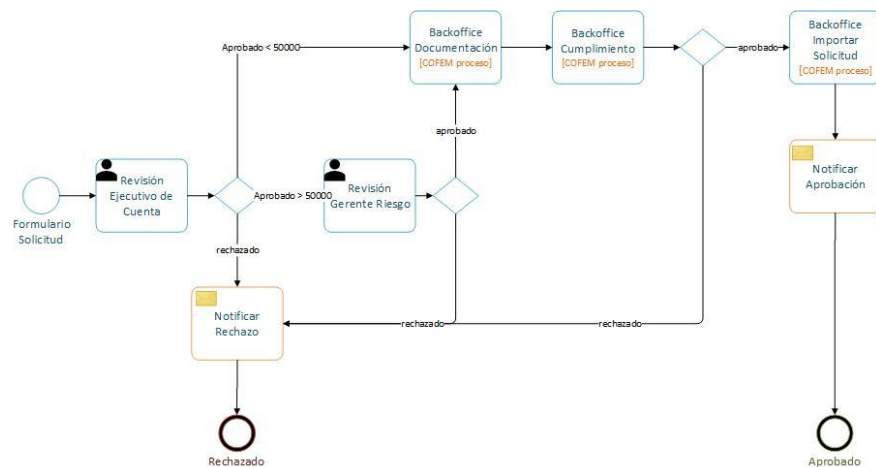 Backoffice
Documentación
[COFEM proceso]
Backoffice
Cumplimiento
[COFEM proceso]
Backoffice
Importar
Solicitud
[COFEM proceso]
Aprobado < 50000
aprobado
aprobado
Revisión
Ejecutivo de
Cuenta
Aprobado > 50000
Revisión
Gerente Riesgo
Notificar
Aprobación
Formulario
Solicitud
rechazado
Notificar
Rechazo
rechazado
rechazado
Rechazado
Aprobado